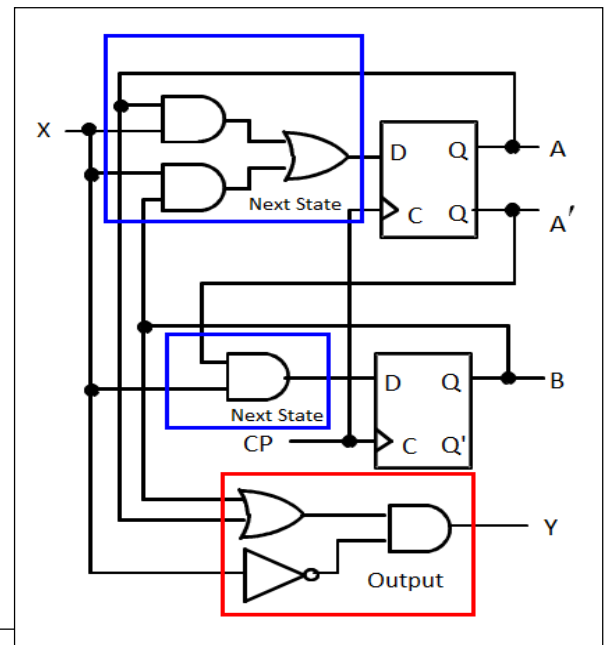 X
D Q A
Next State
C Q A′
D Q B
Next State
CP
C Q'
Y
Output